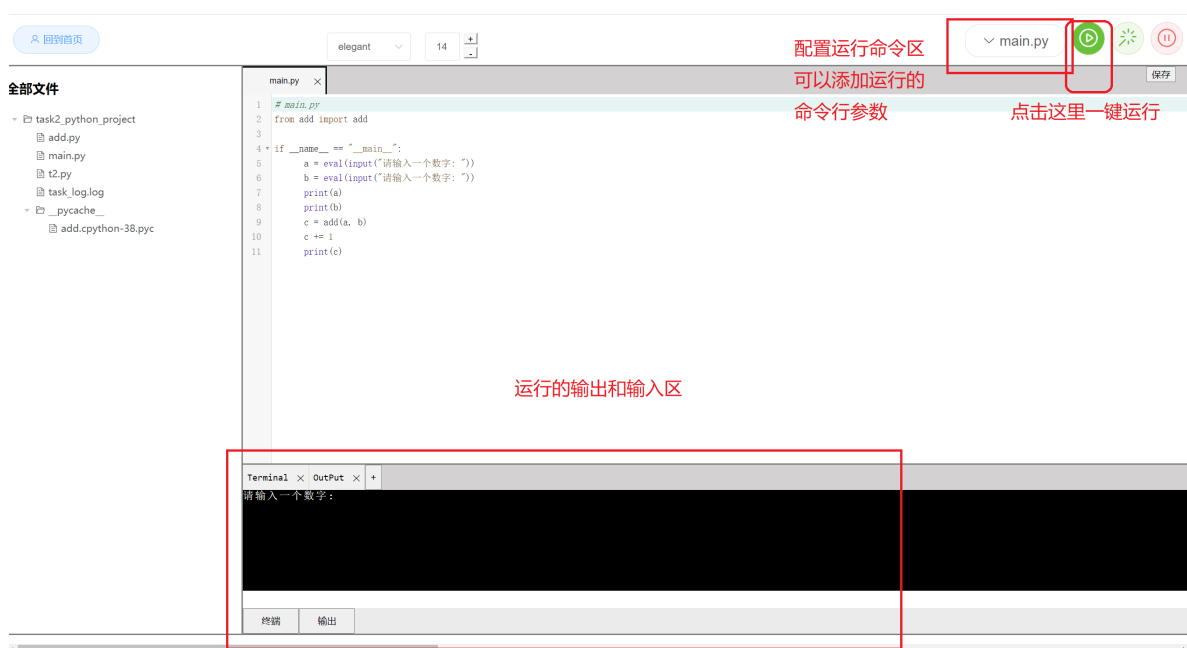 回到首页
elegant
14
+
-
配置运行命令区
可以添加运行的
命令行参数
main.py
点击这里一键运行
保存
全部文件
task2_python_project
add.py
main.py
t2.py
task_log.log
__pycache__
add.cpython-38.pyc
main.py
1 # main.py
2 from add import add
3
4 if __name__ == "__main__":
5 a = eval(input("请输入一个数字: "))
6 b = eval(input("请输入一个数字: "))
7 print(a)
8 print(b)
9 c = add(a, b)
10 c += 1
11 print(c)
运行的输出和输入区
Terminal OutPut +
请输入一个数字:
终端 输出